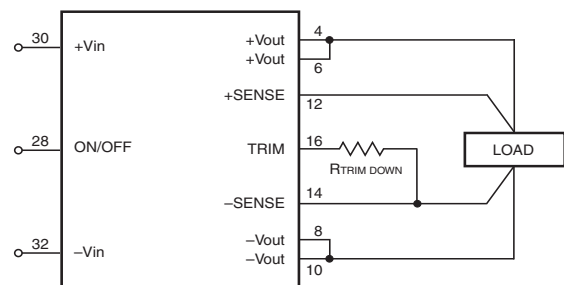 30 +Vin
+Vout 4
+Vout 6
+SENSE 12
28 ON/OFF
TRIM 16
RTRIM DOWN
LOAD
–SENSE 14
32 –Vin
–Vout 8
–Vout 10